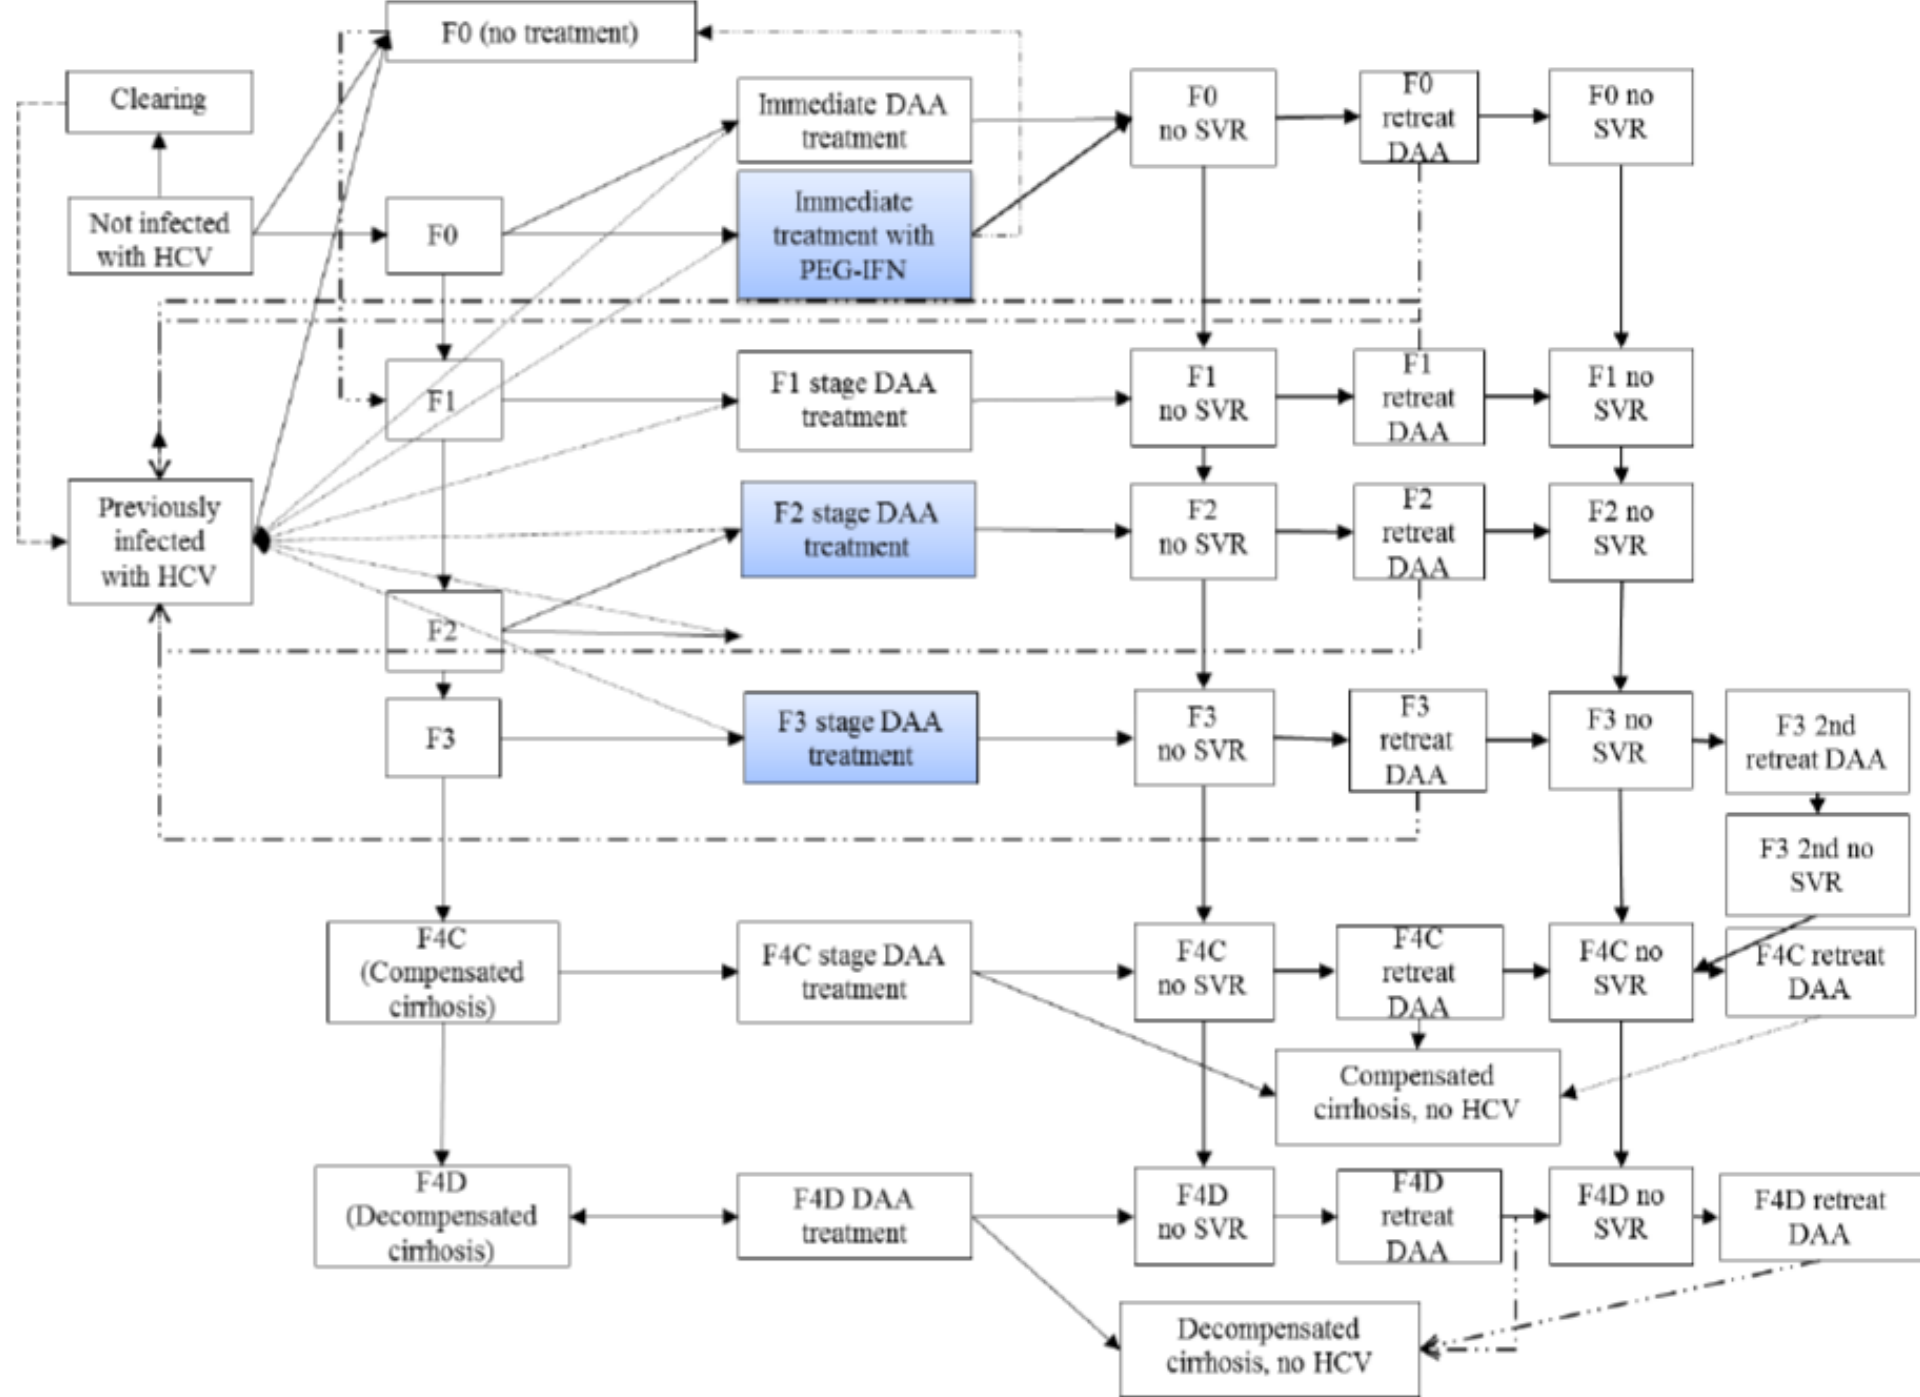 F0 (no treatment)
Clearing
Immediate DAA
treatment
F0
no SVR
F0
retreat
DAA
F0 no
SVR
Not infected
with HCV
F0
Immediate
treatment with
PEG-IFN
F1
F1 stage DAA
treatment
F1
no SVR
F1
retreat
DAA
F1 no
SVR
Previously
infected
with HCV
F2 stage DAA
treatment
F2
no SVR
F2
retreat
DAA
F2 no
SVR
F2
F3
F3 stage DAA
treatment
F3
no SVR
F3
retreat
DAA
F3 no
SVR
F3 2nd
retreat DAA
F3 2nd no
SVR
F4C
(Compensated
cirrhosis)
F4C stage DAA
treatment
F4C
no SVR
F4C
retreat
DAA
F4C no
SVR
F4C retreat
DAA
Compensated
cirrhosis, no HCV
F4D
(Decompensated
cirrhosis)
F4D DAA
treatment
F4D
no SVR
F4D
retreat
DAA
F4D no
SVR
F4D retreat
DAA
Decompensated
cirrhosis, no HCV